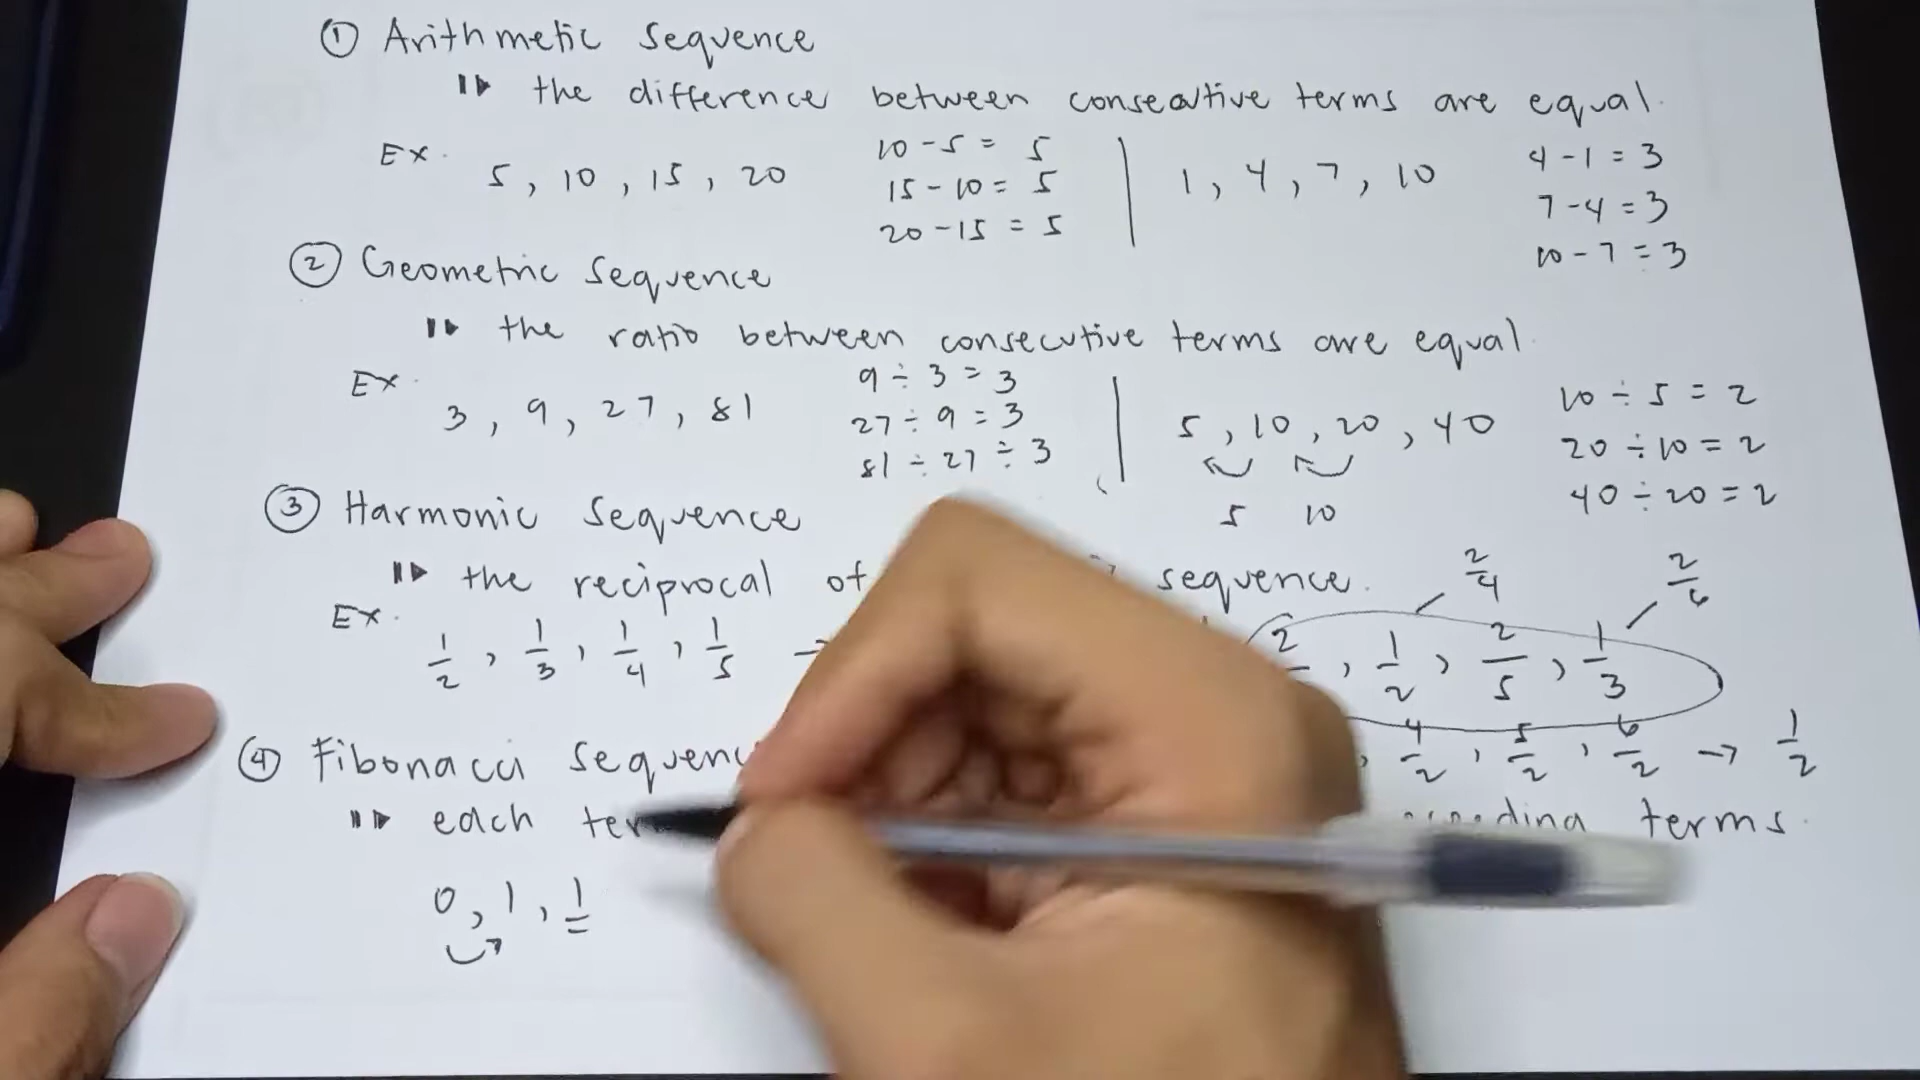 ① Arithmetic Sequence
the difference between consecutive terms are equal.
Ex. 5, 10, 15, 20
10 - 5 = 5
15 - 10 = 5
20 - 15 = 5
1, 4, 7, 10
4 - 1 = 3
7 - 4 = 3
10 - 7 = 3
② Geometric Sequence
the ratio between consecutive terms are equal.
Ex. 3, 9, 27, 81
9 ÷ 3 = 3
27 ÷ 9 = 3
81 ÷ 27 ÷ 3
5, 10, 20, 40
5 10
10 ÷ 5 = 2
20 ÷ 10 = 2
40 ÷ 20 = 2
③ Harmonic Sequence
the reciprocal of sequence.
2/4 2/6
Ex. 1/2, 1/3, 1/4, 1/5 →
2, 1/2, 2/5, 1/3
, 4/2, 5/2, 6/2 → 1/2
④ Fibonacci Sequenc
each ter terms.
0, 1, 1